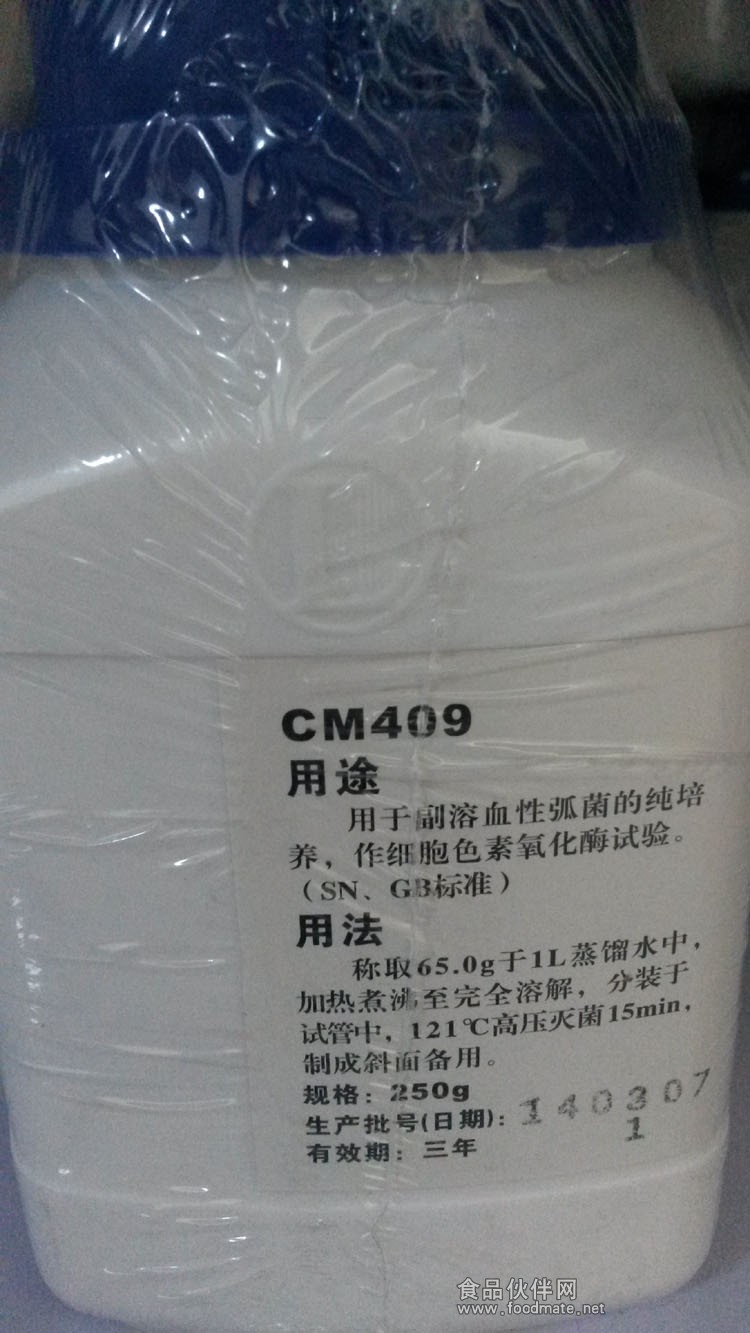 CM409
用途
用于副溶血性弧菌的纯培
养，作细胞色素氧化酶试验。
（SN、GB标准）
用法
称取65.0g于1L蒸馏水中，
加热煮沸至完全溶解，分装于
试管中，121℃高压灭菌15min，
制成斜面备用。
规格：250g
生产批号(日期)：140307
1
有效期：三年
食品伙伴网
www.foodmate.net